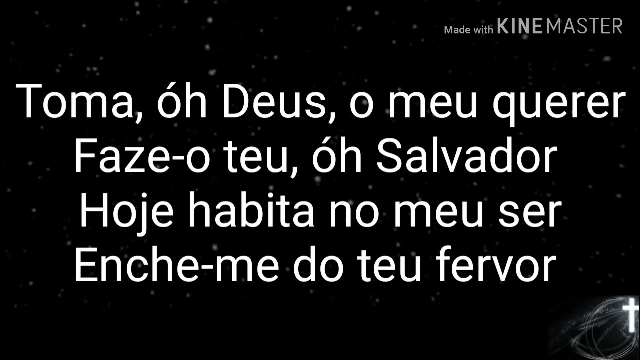 Made with KINEMASTER
Toma, óh Deus, o meu querer
Faze-o teu, óh Salvador
Hoje habita no meu ser
Enche-me do teu fervor